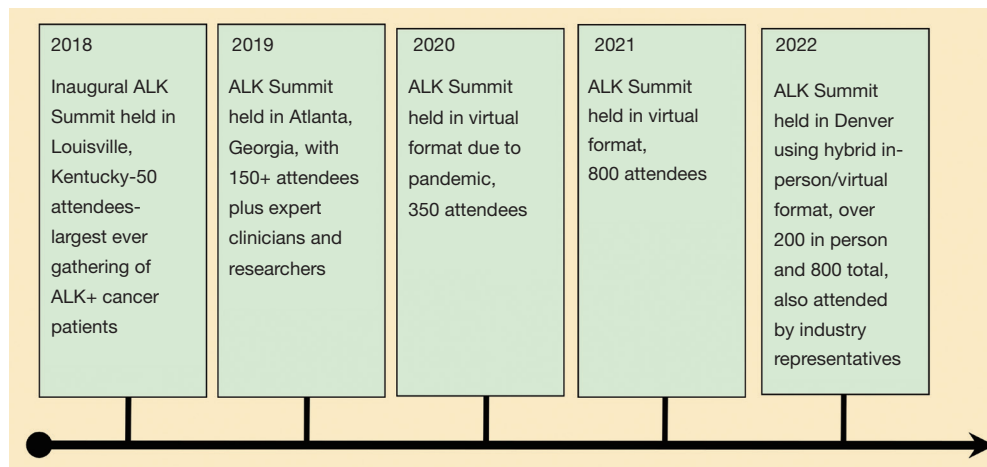 2018
Inaugural ALK
Summit held in
Louisville,
Kentucky-50
attendees-
largest ever
gathering of
ALK+ cancer
patients
2019
ALK Summit
held in Atlanta,
Georgia, with
150+ attendees
plus expert
clinicians and
researchers
2020
ALK Summit
held in virtual
format due to
pandemic,
350 attendees
2021
ALK Summit
held in virtual
format,
800 attendees
2022
ALK Summit
held in Denver
using hybrid in-
person/virtual
format, over
200 in person
and 800 total,
also attended
by industry
representatives